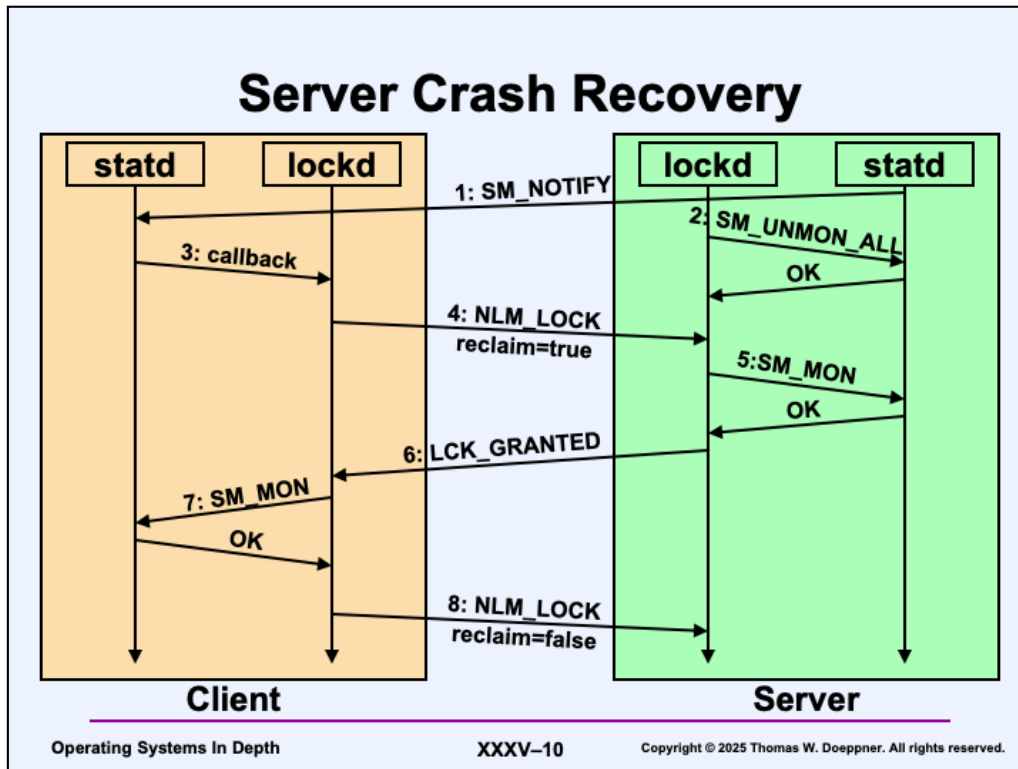 Server Crash Recovery
statd
lockd
lockd
statd
1: SM_NOTIFY
2: SM_UNMON_ALL
3: callback
OK
4: NLM_LOCK
reclaim=true
5:SM_MON
OK
6: LCK_GRANTED
7: SM_MON
OK
8: NLM_LOCK
reclaim=false
Client
Server
Operating Systems In Depth
XXXV–10
Copyright © 2025 Thomas W. Doeppner. All rights reserved.